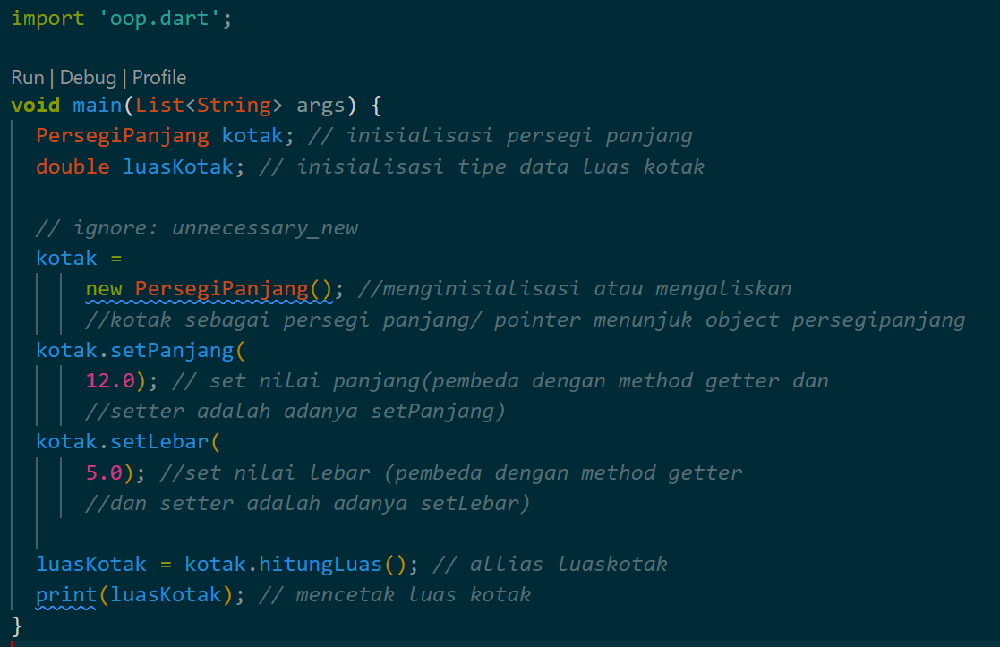 import 'oop.dart';
Run | Debug | Profile
void main(List<String> args) {
PersegiPanjang kotak; // inisialisasi persegi panjang
double luasKotak; // inisialisasi tipe data luas kotak
// ignore: unnecessary_new
kotak =
new PersegiPanjang(); //menginisialisasi atau mengaliskan
//kotak sebagai persegi panjang/ pointer menunjuk object persegipanjang
kotak.setPanjang(
12.0); // set nilai panjang(pembeda dengan method getter dan
//setter adalah adanya setPanjang)
kotak.setLebar(
5.0); //set nilai lebar (pembeda dengan method getter
//dan setter adalah adanya setLebar)
luasKotak = kotak.hitungLuas(); // allias luaskotak
print(luasKotak); // mencetak luas kotak
}